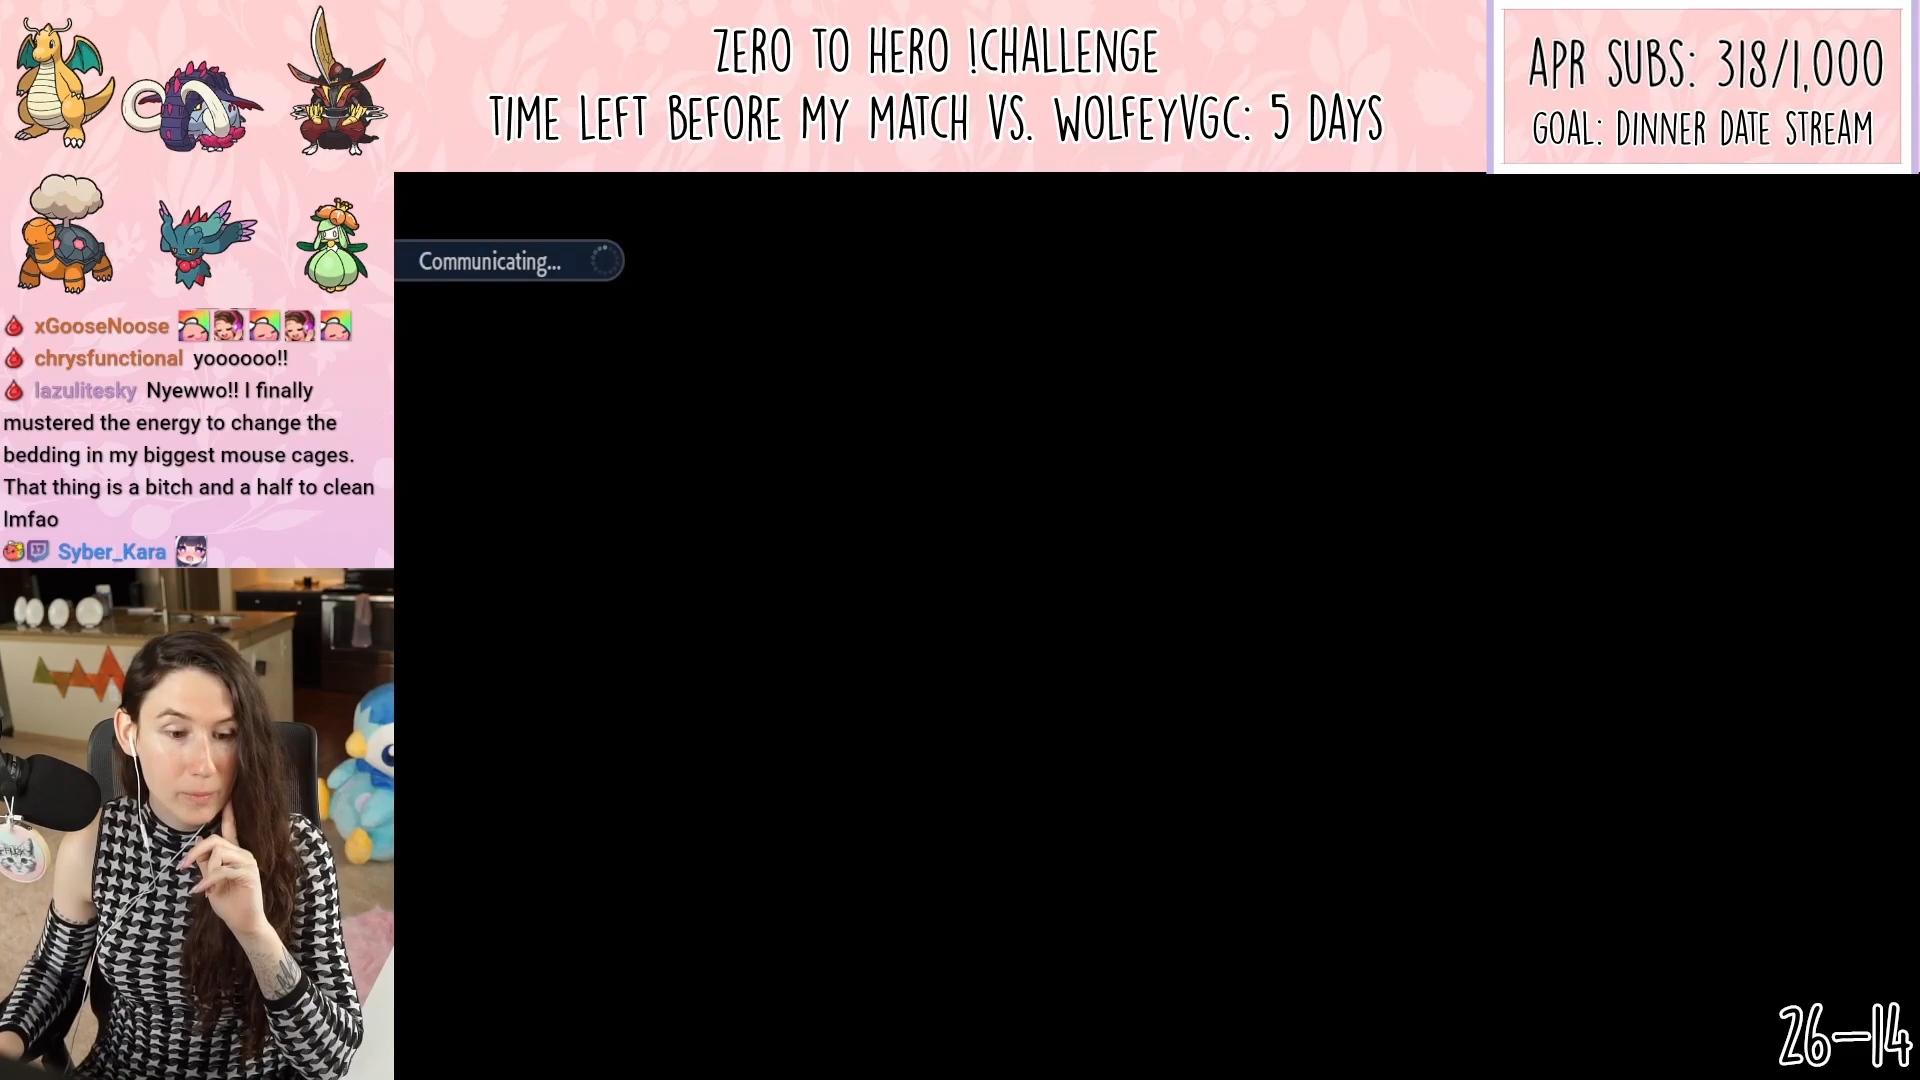 ZERO TO HERO !CHALLENGE
TIME LEFT BEFORE MY MATCH VS. WOLFEYVGC: 5 DAYS
APR SUBS: 318/1,000
GOAL: DINNER DATE STREAM
Communicating...
xGooseNoose
chrysfunctional yoooooo!!
lazulitesky Nyewwo!! I finally
mustered the energy to change the
bedding in my biggest mouse cages.
That thing is a bitch and a half to clean
lmfao
Syber_Kara
26-14